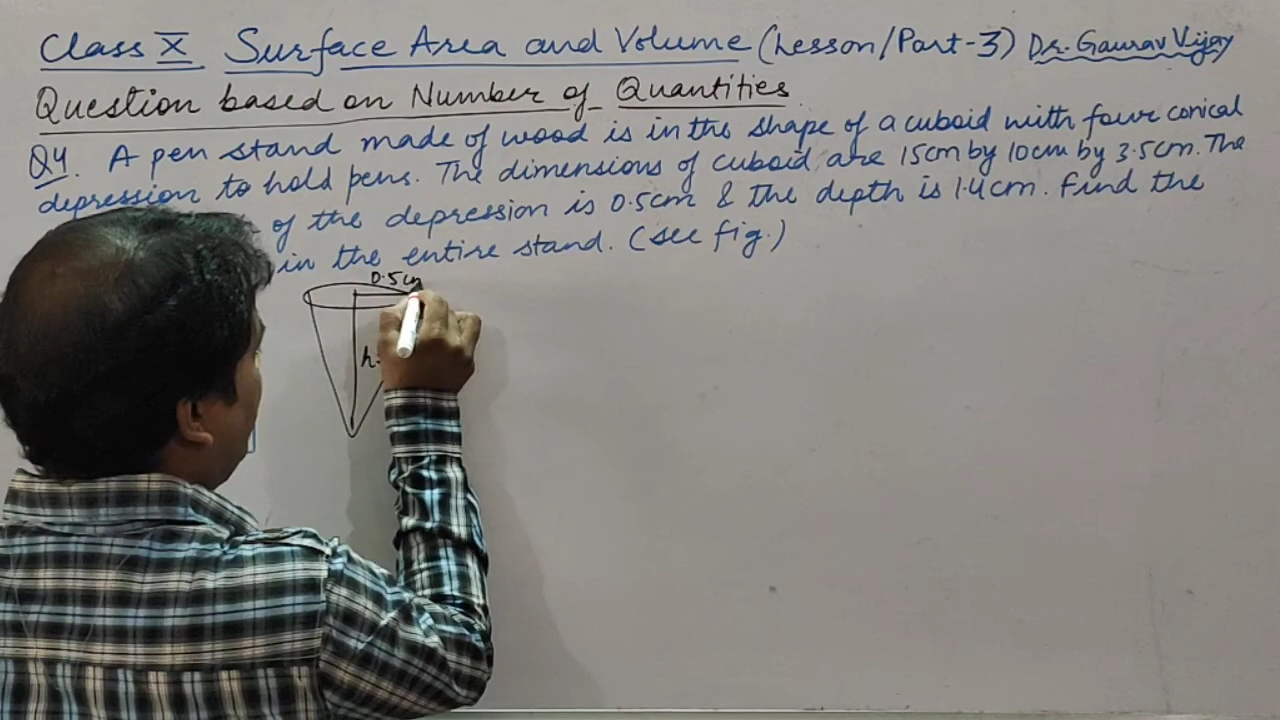 Class X Surface Area and Volume (Lesson/Part-3) Dr. Gaurav Vijay
Question based on Number of Quantities
Q4. A pen stand made of wood is in the shape of a cuboid with four conical
depression to hold pens. The dimensions of cuboid are 15cm by 10cm by 3.5cm. The
of the depression is 0.5cm & the depth is 1.4cm. Find the
in the entire stand. (see fig.)
0.5cm
h=